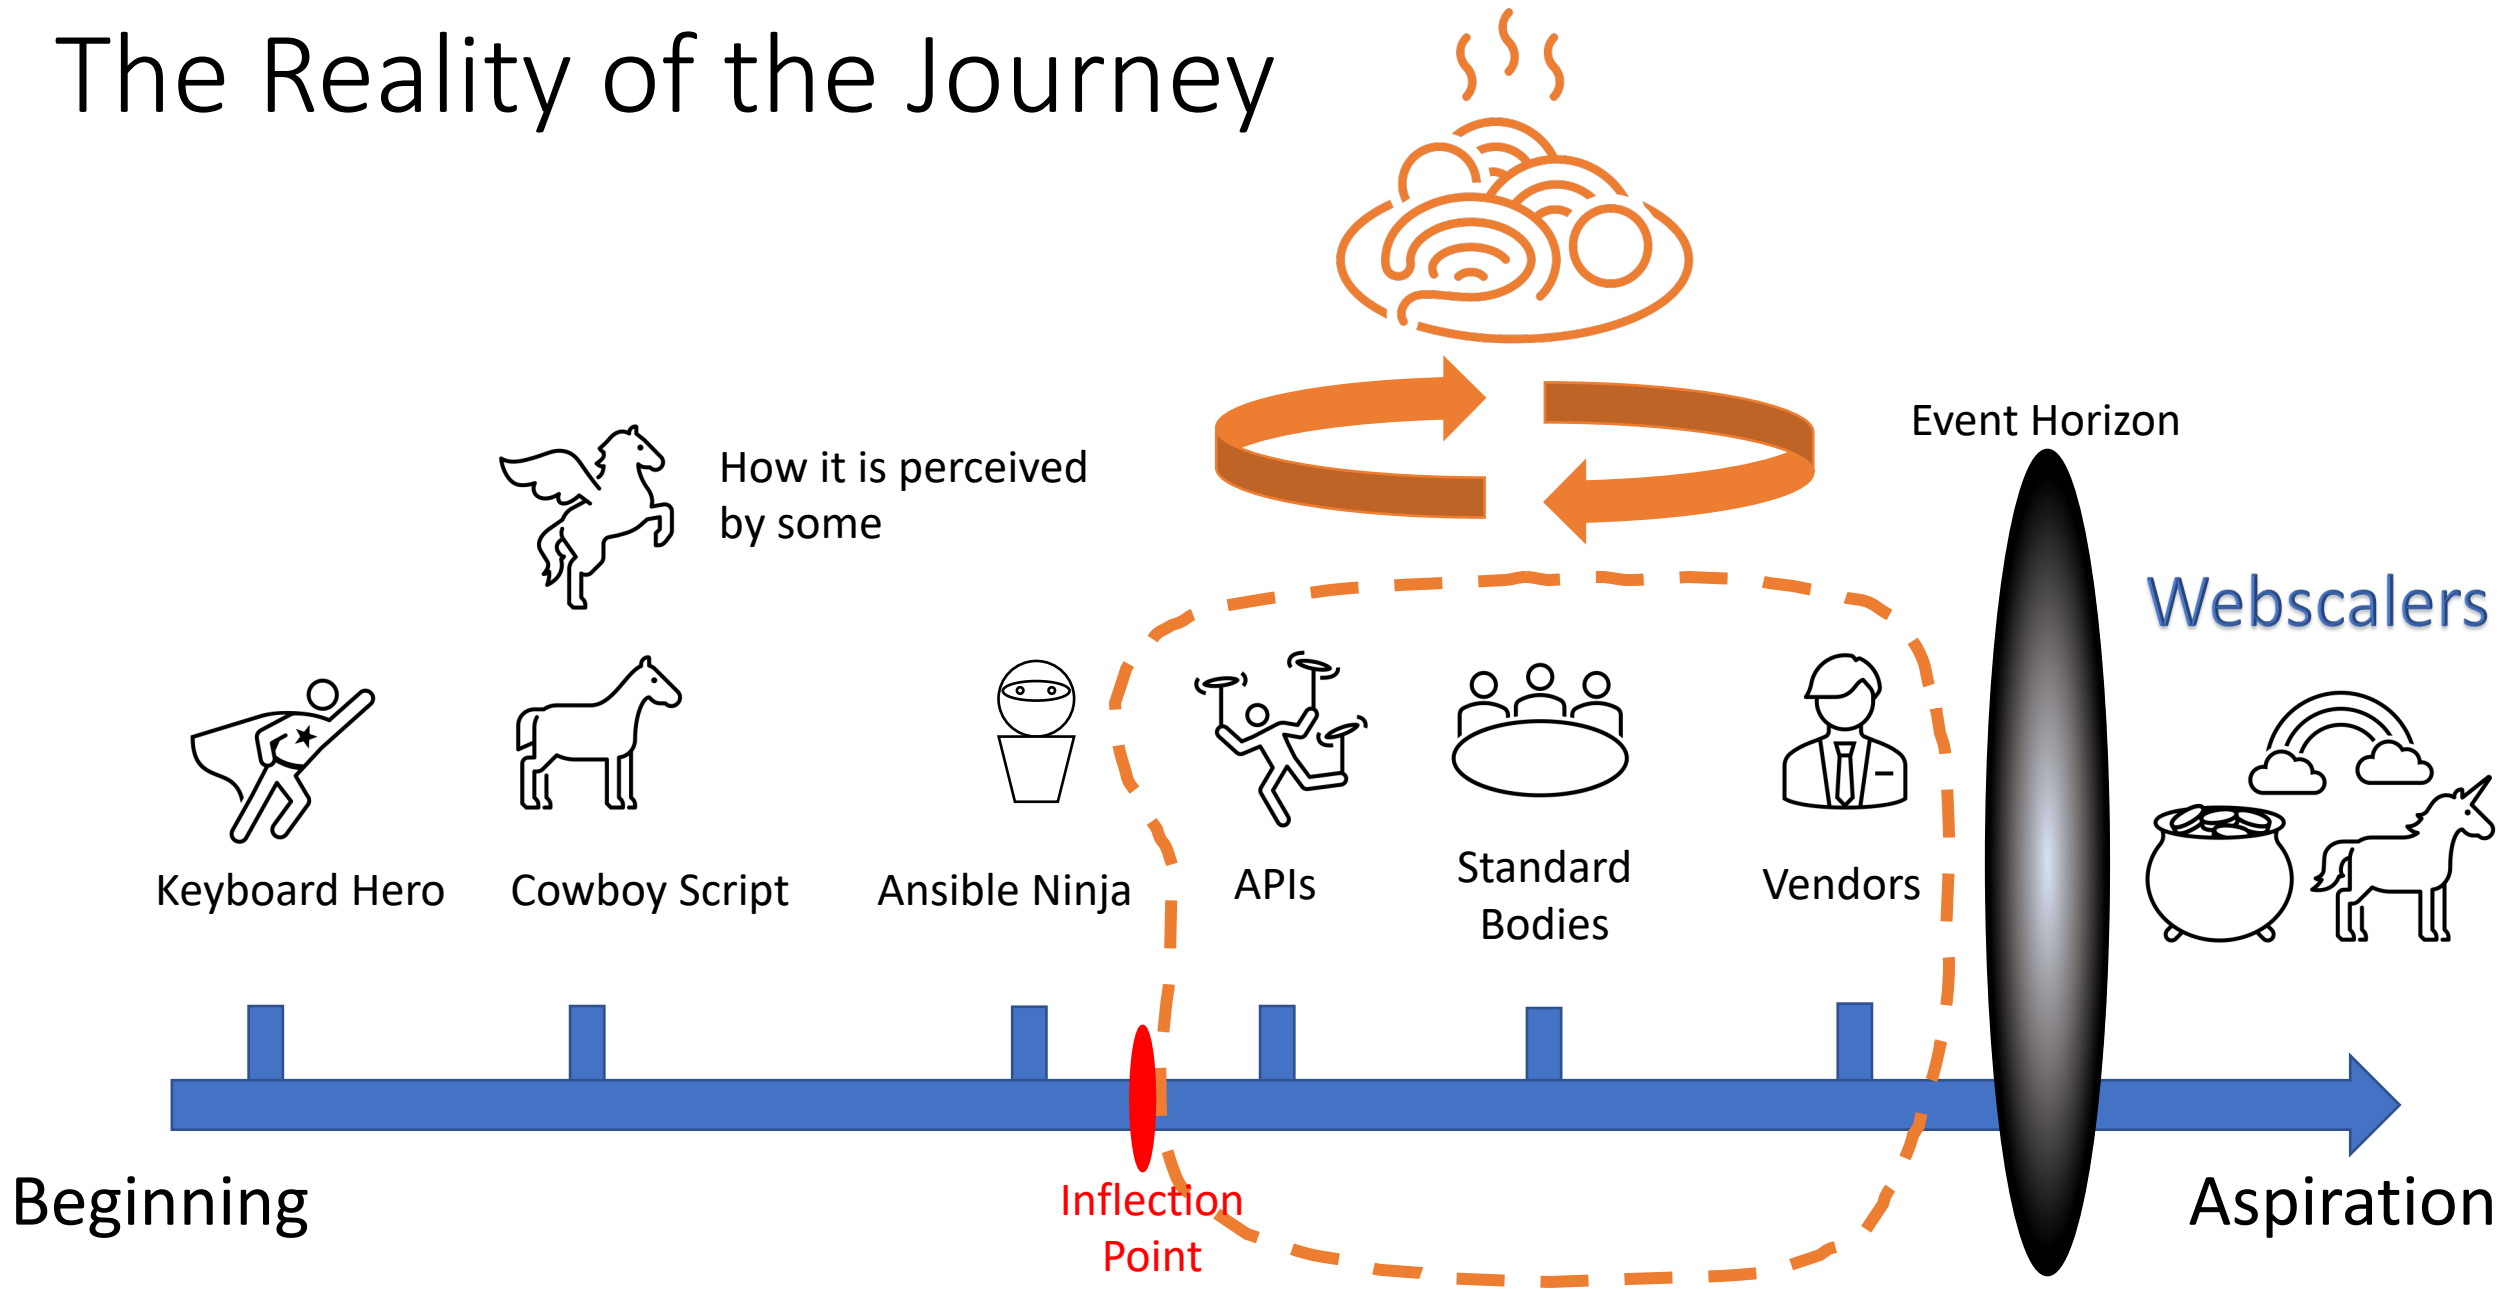 The Reality of the Journey
How it is perceived
by some
Event Horizon
Webscalers
Keyboard Hero
Cowboy Script
Ansible Ninja
APIs
Standard
Bodies
Vendors
Beginning
Inflection
Point
Aspiration